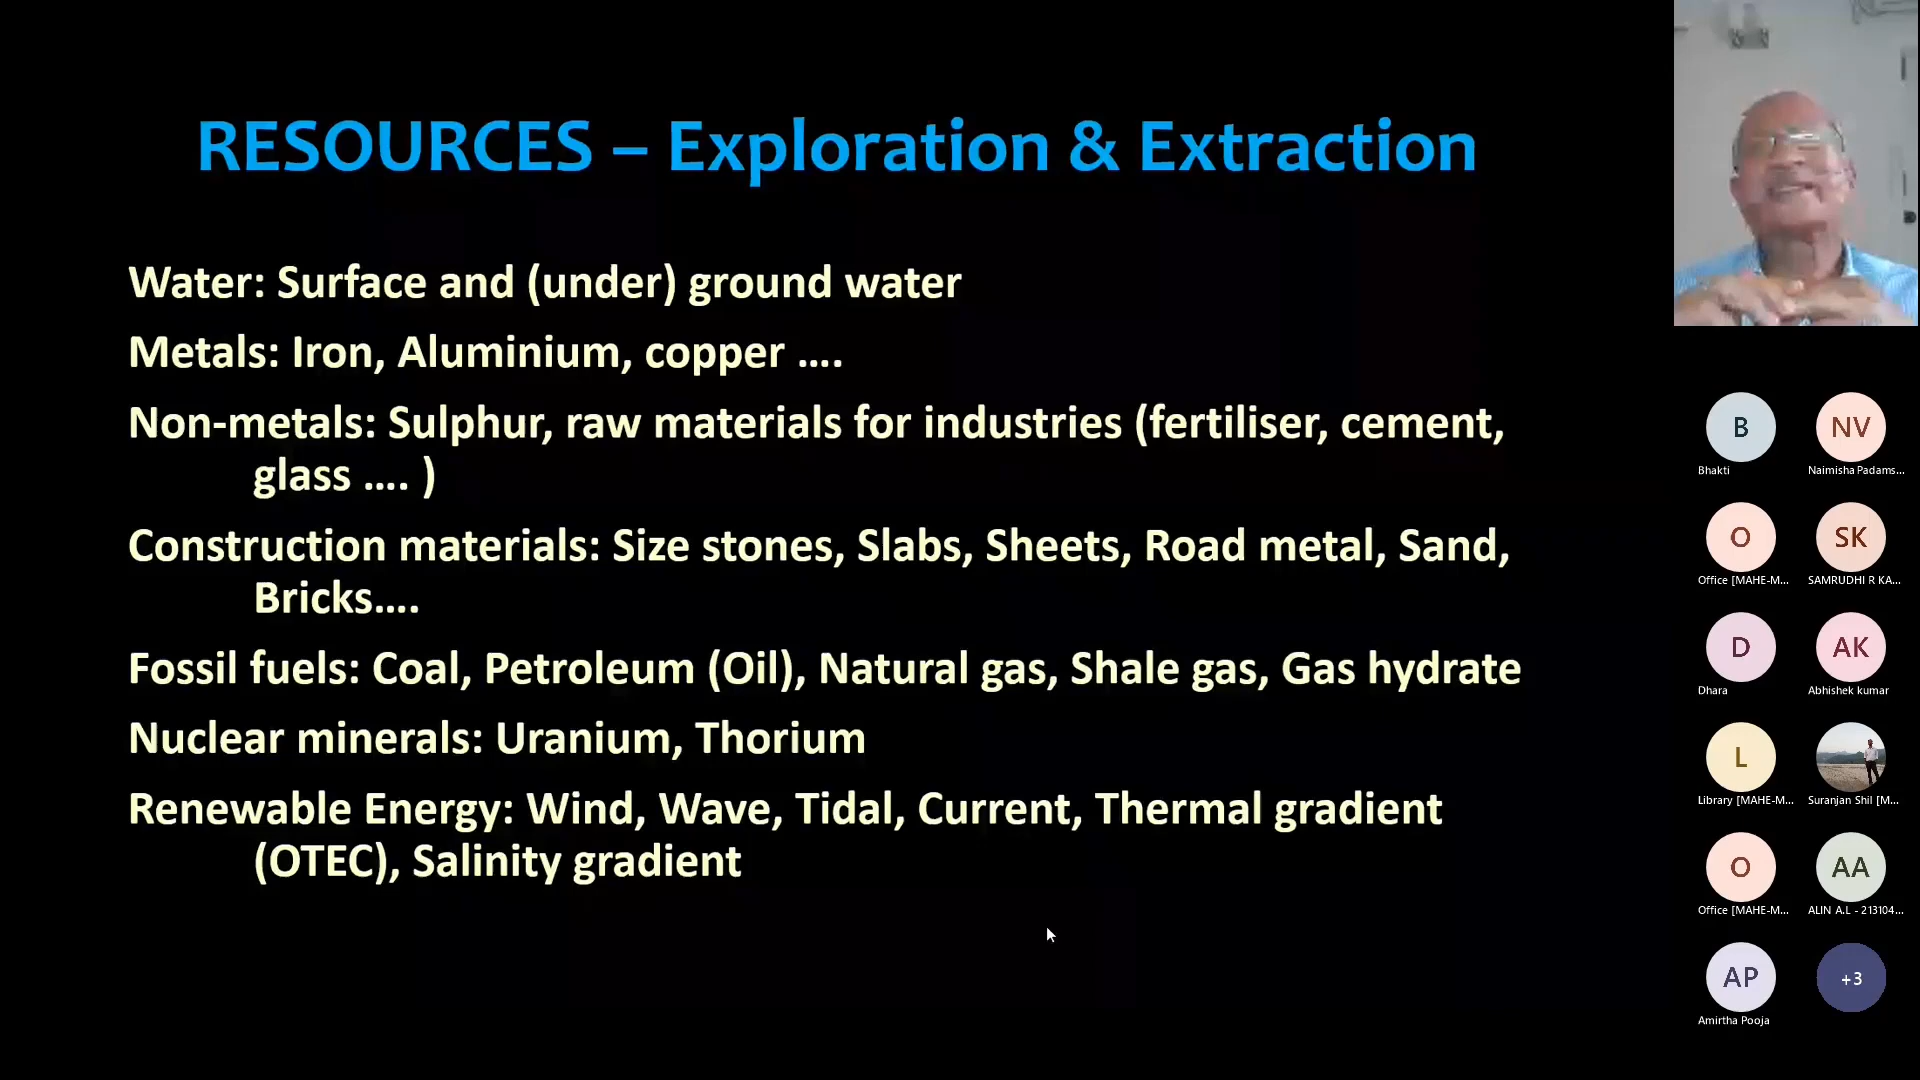 RESOURCES – Exploration & Extraction
Water: Surface and (under) ground water
Metals: Iron, Aluminium, copper ....
Non-metals: Sulphur, raw materials for industries (fertiliser, cement,
glass .... )
Construction materials: Size stones, Slabs, Sheets, Road metal, Sand,
Bricks....
Fossil fuels: Coal, Petroleum (Oil), Natural gas, Shale gas, Gas hydrate
Nuclear minerals: Uranium, Thorium
Renewable Energy: Wind, Wave, Tidal, Current, Thermal gradient
(OTEC), Salinity gradient
B NV
Bhakti Naimisha Padams...
O SK
Office [MAHE-M... SAMRUDHI R KA...
D AK
Dhara Abhishek kumar
L
Library [MAHE-M... Suranjan Shil [M...
O AA
Office [MAHE-M... ALIN A.L - 213104...
AP +3
Amirtha Pooja